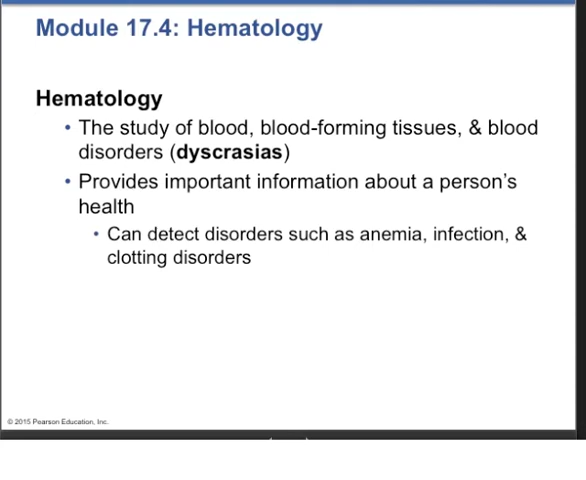 Module 17.4: Hematology
Hematology
• The study of blood, blood-forming tissues, & blood
disorders (dyscrasias)
• Provides important information about a person's
health
• Can detect disorders such as anemia, infection, &
clotting disorders
© 2015 Pearson Education, Inc.